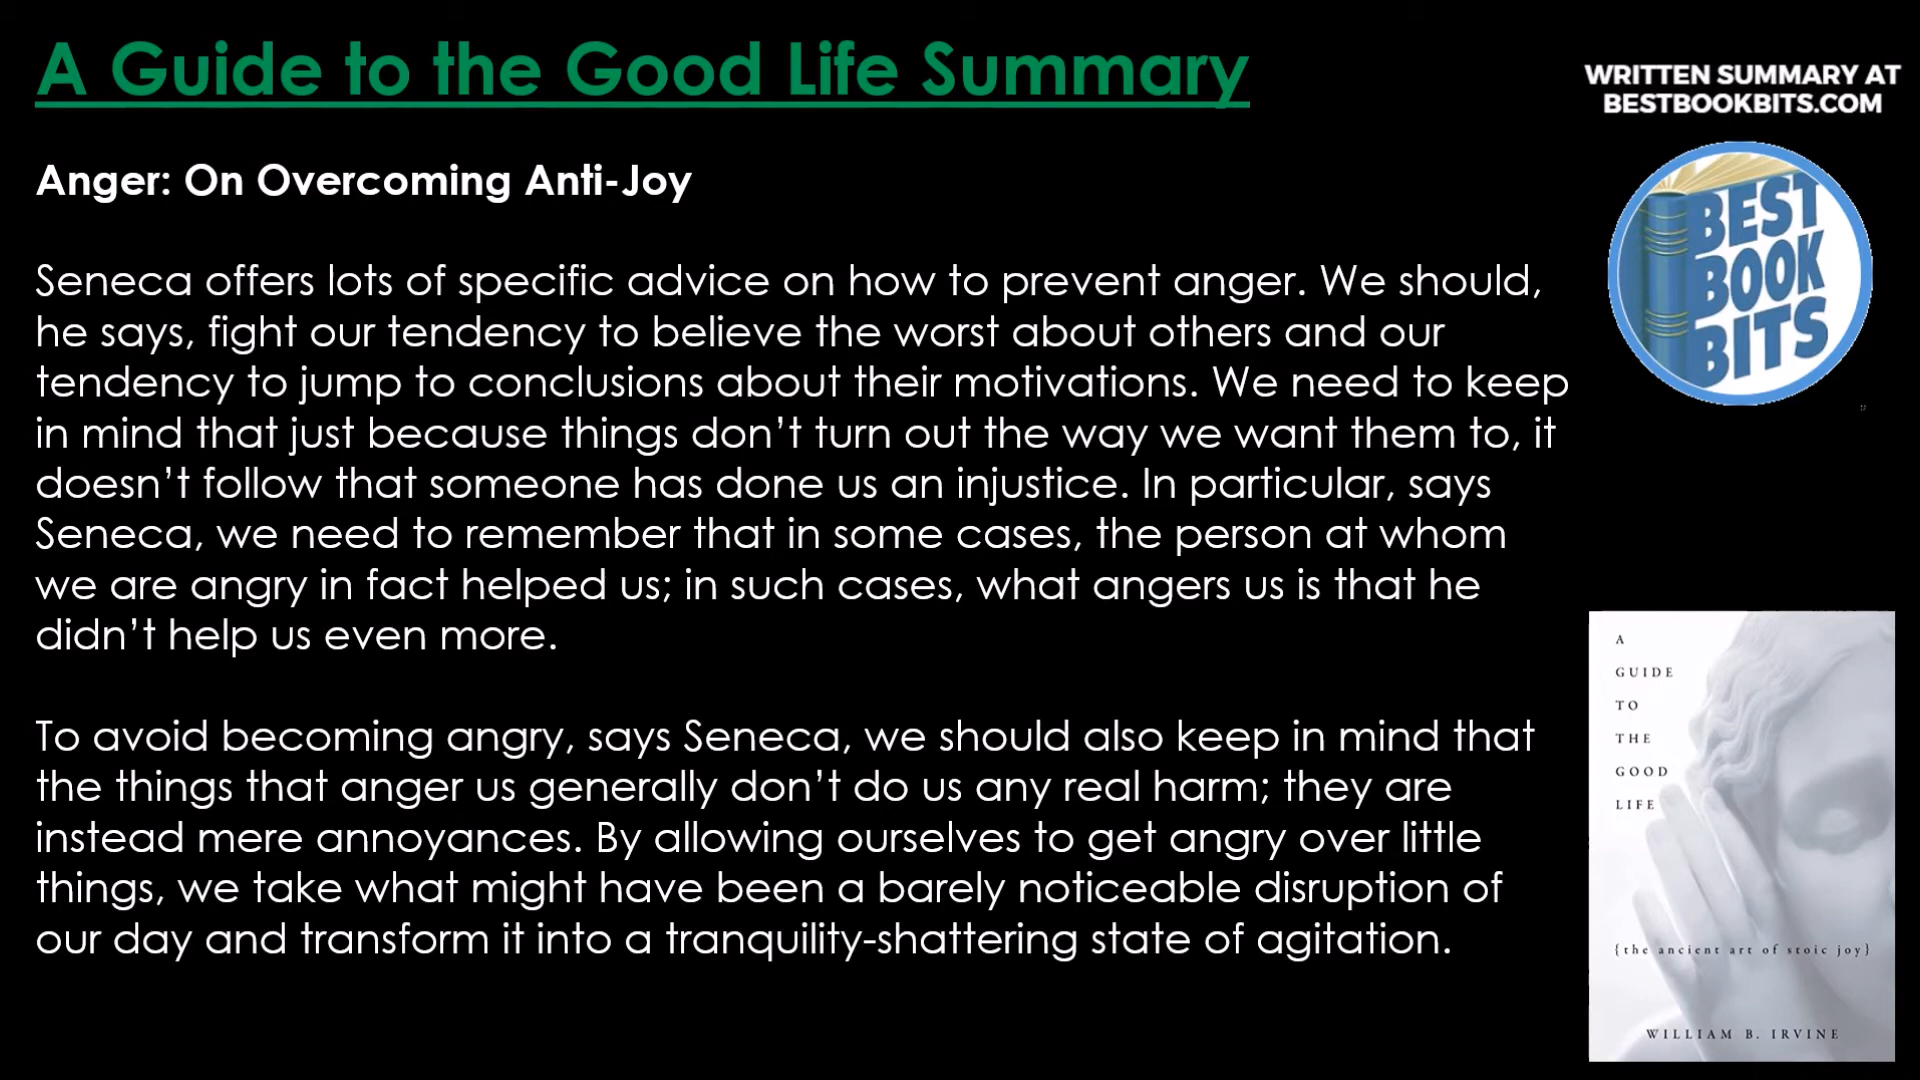 A Guide to the Good Life Summary
WRITTEN SUMMARY AT
BESTBOOKBITS.COM
BEST
BOOK
BITS
Anger: On Overcoming Anti-Joy
Seneca offers lots of specific advice on how to prevent anger. We should,
he says, fight our tendency to believe the worst about others and our
tendency to jump to conclusions about their motivations. We need to keep
in mind that just because things don’t turn out the way we want them to, it
doesn’t follow that someone has done us an injustice. In particular, says
Seneca, we need to remember that in some cases, the person at whom
we are angry in fact helped us; in such cases, what angers us is that he
didn’t help us even more.
To avoid becoming angry, says Seneca, we should also keep in mind that
the things that anger us generally don’t do us any real harm; they are
instead mere annoyances. By allowing ourselves to get angry over little
things, we take what might have been a barely noticeable disruption of
our day and transform it into a tranquility-shattering state of agitation.
A
GUIDE
TO
THE
GOOD
LIFE
{the ancient art of stoic joy}
WILLIAM B. IRVINE